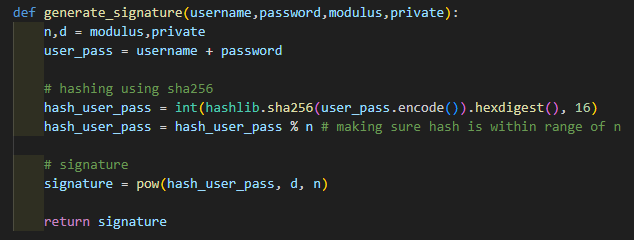 def generate_signature(username,password,modulus,private):
    n,d = modulus,private
    user_pass = username + password

    # hashing using sha256
    hash_user_pass = int(hashlib.sha256(user_pass.encode()).hexdigest(), 16)
    hash_user_pass = hash_user_pass % n # making sure hash is within range of n

    # signature
    signature = pow(hash_user_pass, d, n)

    return signature